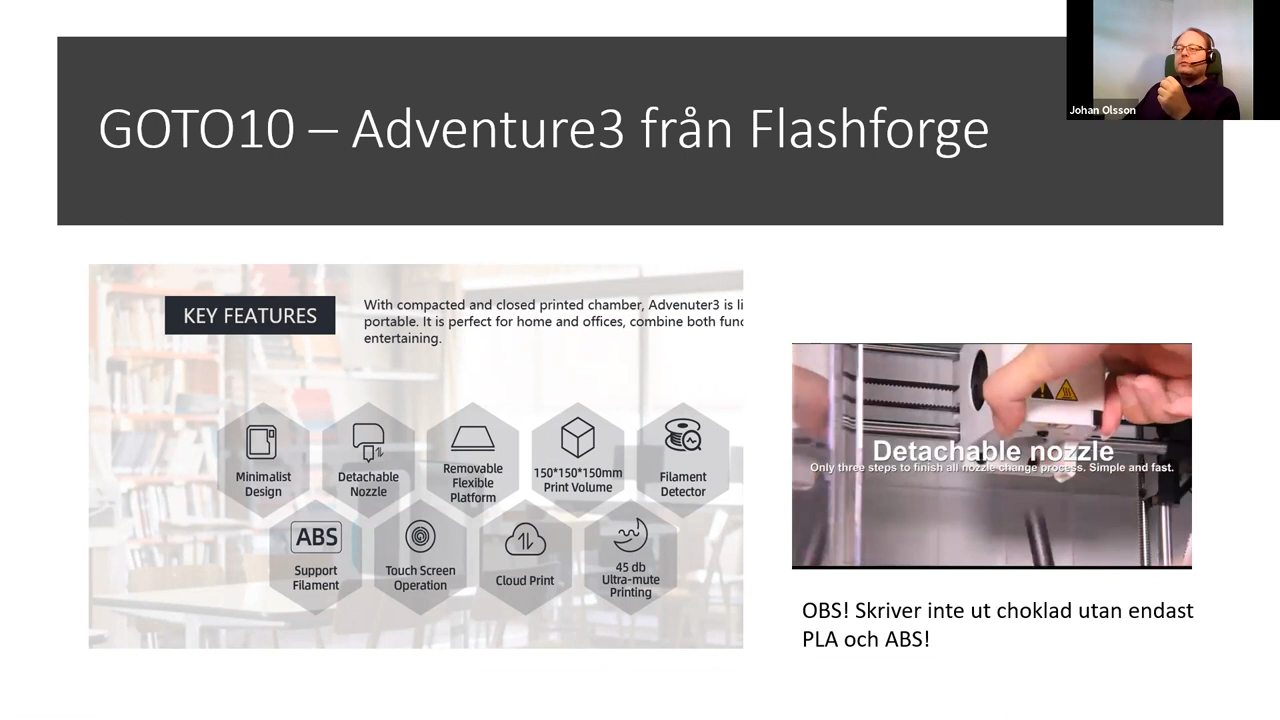 Johan Olsson
GOTO10 – Adventure3 från Flashforge
KEY FEATURES
With compacted and closed printed chamber, Advenuter3 is li
portable. It is perfect for home and offices, combine both func
entertaining.
Minimalist
Design
Detachable
Nozzle
Removable
Flexible
Platform
150*150*150mm
Print Volume
Filament
Detector
ABS
Support
Filament
Touch Screen
Operation
Cloud Print
45 db
Ultra-mute
Printing
Detachable nozzle
Only three steps to finish all nozzle change process. Simple and fast.
OBS! Skriver inte ut choklad utan endast
PLA och ABS!